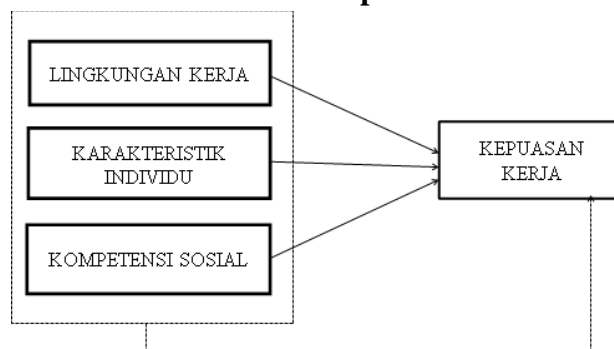 LINGKUNGAN KERJA
KARAKTERISTIK
INDIVIDU
KOMPETENSI SOSIAL
KEPUASAN
KERJA